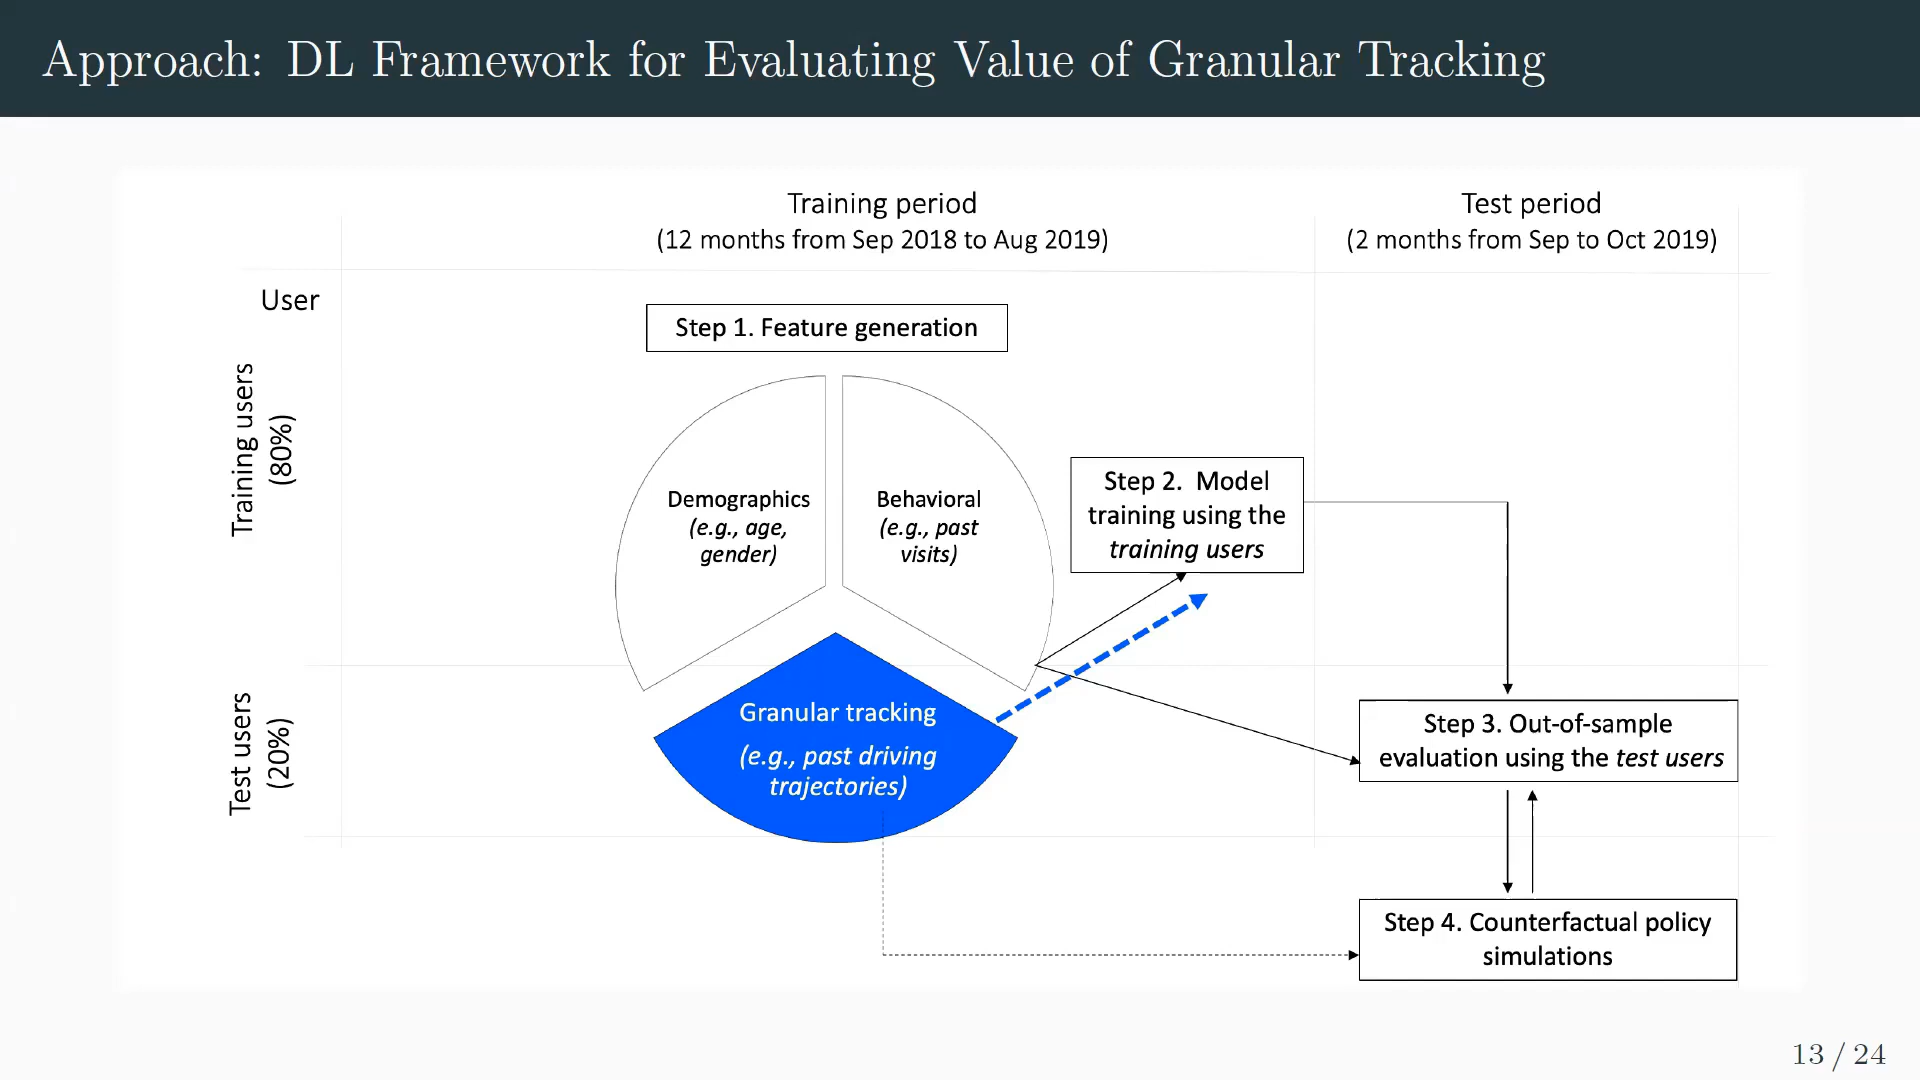 Approach: DL Framework for Evaluating Value of Granular Tracking
Training period
(12 months from Sep 2018 to Aug 2019)
Test period
(2 months from Sep to Oct 2019)
User
Training users
(80%)
Test users
(20%)
Step 1. Feature generation
Demographics
(e.g., age,
gender)
Behavioral
(e.g., past
visits)
Granular tracking
(e.g., past driving
trajectories)
Step 2. Model
training using the
training users
Step 3. Out-of-sample
evaluation using the test users
Step 4. Counterfactual policy
simulations
13 / 24